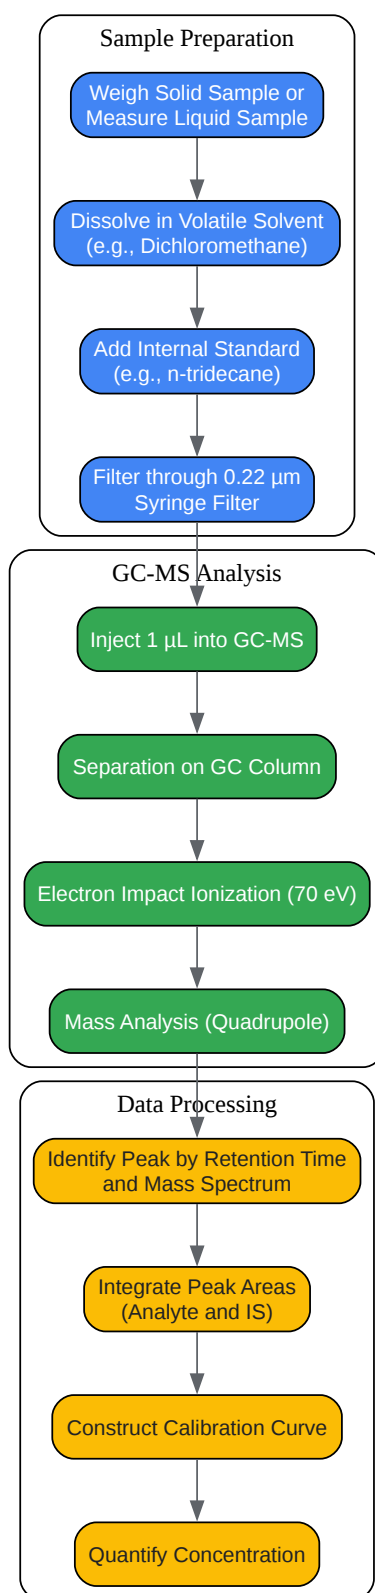 Sample Preparation
Weigh Solid Sample or
Measure Liquid Sample
Dissolve in Volatile Solvent
(e.g., Dichloromethane)
Add Internal Standard
(e.g., n-tridecane)
Filter through 0.22 µm
Syringe Filter
GC-MS Analysis
Inject 1 µL into GC-MS
Separation on GC Column
Electron Impact Ionization (70 eV)
Mass Analysis (Quadrupole)
Data Processing
Identify Peak by Retention Time
and Mass Spectrum
Integrate Peak Areas
(Analyte and IS)
Construct Calibration Curve
Quantify Concentration